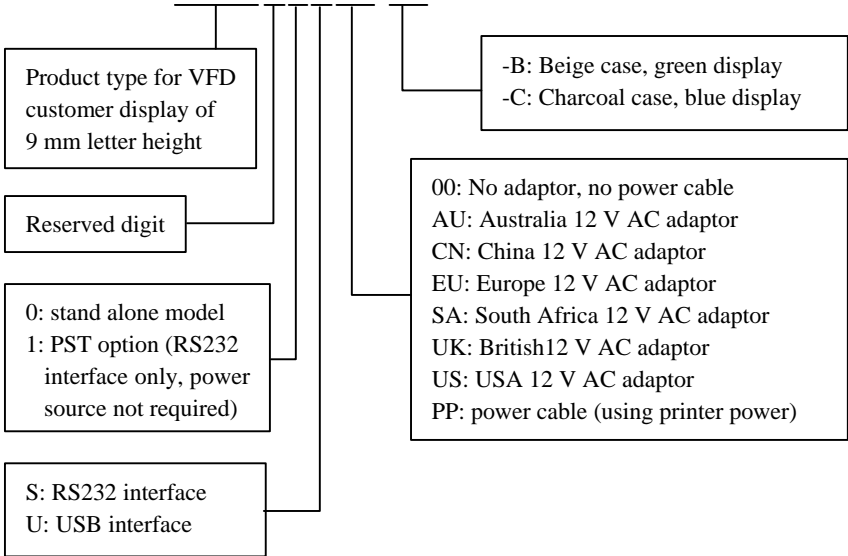 Product type for VFD
customer display of
9 mm letter height
Reserved digit
0: stand alone model
1: PST option (RS232
interface only, power
source not required)
S: RS232 interface
U: USB interface
-B: Beige case, green display
-C: Charcoal case, blue display
00: No adaptor, no power cable
AU: Australia 12 V AC adaptor
CN: China 12 V AC adaptor
EU: Europe 12 V AC adaptor
SA: South Africa 12 V AC adaptor
UK: British12 V AC adaptor
US: USA 12 V AC adaptor
PP: power cable (using printer power)